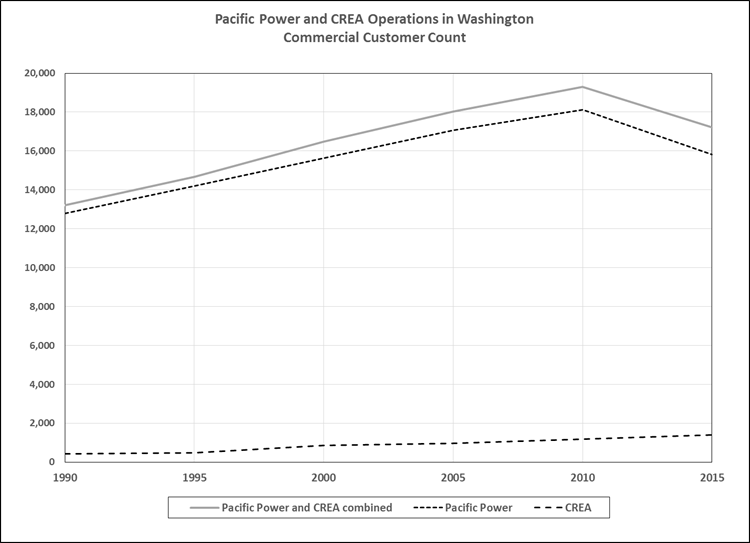 Pacific Power and CREA Operations in Washington
Commercial Customer Count
20,000
18,000
16,000
14,000
12,000
10,000
8,000
6,000
4,000
2,000
0
1990 1995 2000 2005 2010 2015
Pacific Power and CREA combined Pacific Power CREA